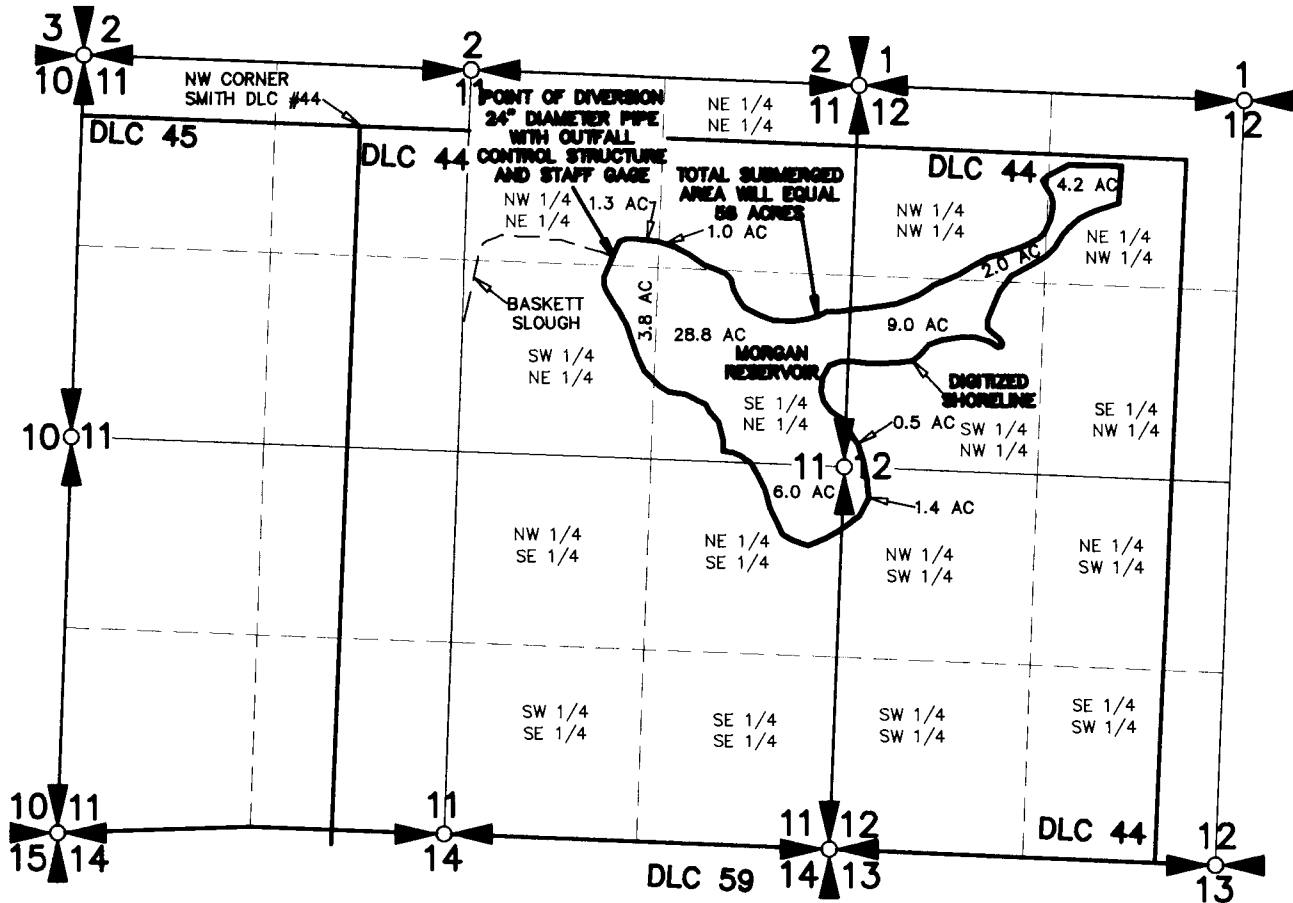 3 2
10 11
2
11
2 1
11 12
1
12
NW CORNER
SMITH DLC #44
DLC 45
DLC 44
POINT OF DIVERSION
24" DIAMETER PIPE
WITH OUTFALL
CONTROL STRUCTURE
AND STAFF GAGE
NE 1/4
NE 1/4
TOTAL SUBMERGED
AREA WILL EQUAL
58 ACRES
DLC 44
4.2 AC
NW 1/4
NE 1/4
1.3 AC
1.0 AC
NW 1/4
NW 1/4
NE 1/4
NW 1/4
2.0 AC
BASKETT
SLOUGH
3.8 AC
28.8 AC
9.0 AC
SW 1/4
NE 1/4
MORGAN
RESERVOIR
DIGITIZED
SHORELINE
SE 1/4
NE 1/4
0.5 AC
SW 1/4
NW 1/4
SE 1/4
NW 1/4
10 11
11 12
6.0 AC
1.4 AC
NW 1/4
SE 1/4
NE 1/4
SE 1/4
NW 1/4
SW 1/4
NE 1/4
SW 1/4
SW 1/4
SE 1/4
SE 1/4
SE 1/4
SW 1/4
SW 1/4
SE 1/4
SW 1/4
10 11
15 14
11
14
11 12
14 13
DLC 44
12
13
DLC 59